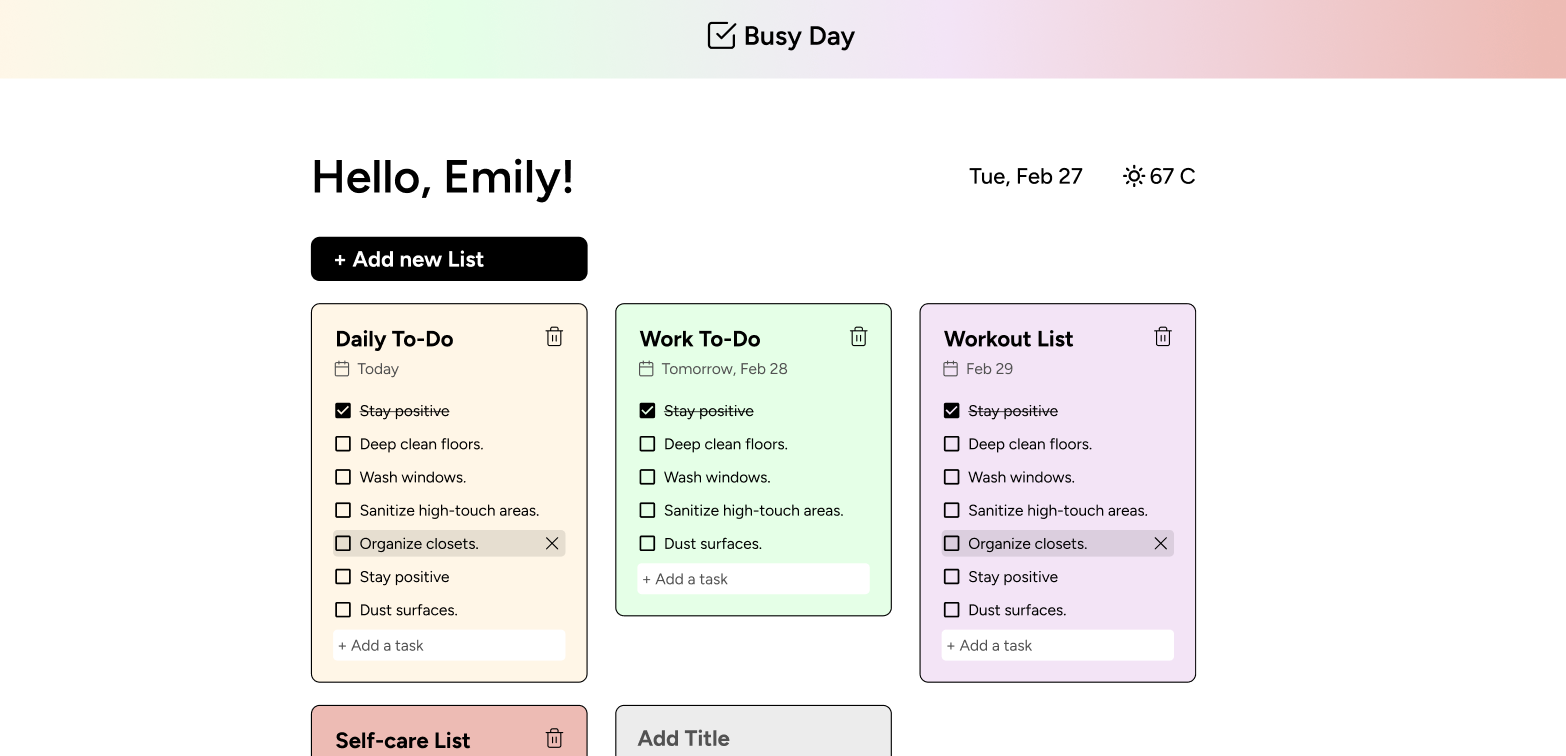 Busy Day
Hello, Emily!
Tue, Feb 27
67 C
+ Add new List
Daily To-Do
Today
Stay positive
Deep clean floors.
Wash windows.
Sanitize high-touch areas.
Organize closets.
Stay positive
Dust surfaces.
+ Add a task
Work To-Do
Tomorrow, Feb 28
Stay positive
Deep clean floors.
Wash windows.
Sanitize high-touch areas.
Dust surfaces.
+ Add a task
Workout List
Feb 29
Stay positive
Deep clean floors.
Wash windows.
Sanitize high-touch areas.
Organize closets.
Stay positive
Dust surfaces.
+ Add a task
Self-care List
Add Title